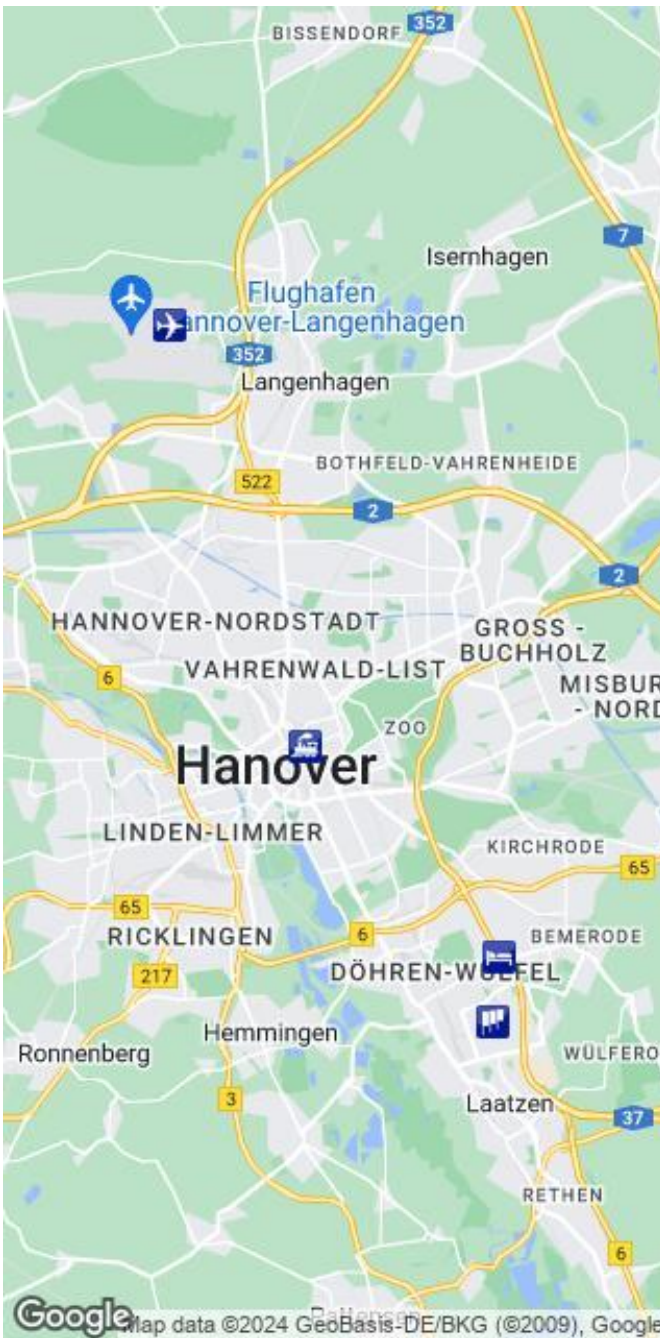 352
BISSENDORF
7
Isernhagen
Flughafen
annover-Langenhagen
352
Langenhagen
BOTHFELD-VAHRENHEIDE
522
2
2
HANNOVER-NORDSTADT
GROSS -
BUCHHOLZ
6
VAHRENWALD-LIST
MISBUR
- NORD
ZOO
Hanover
LINDEN-LIMMER
KIRCHRODE
65
65
6
RICKLINGEN
BEMERODE
217
DÖHREN-WÜLFEL
Hemmingen
Ronnenberg
WÜLFERO
3
Laatzen
37
RETHEN
6
Google
Map data ©2024 GeoBasis-DE/BKG (©2009), Google